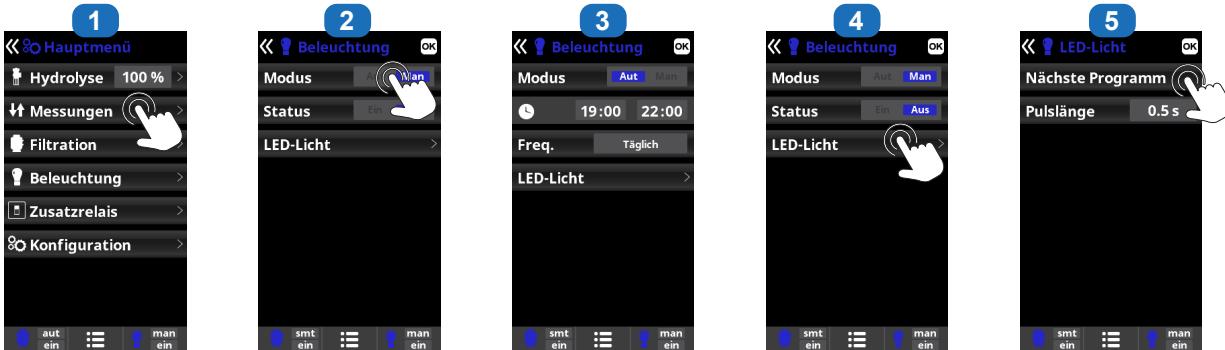 1
Hauptmenü
Hydrolyse 100 %
Messungen
Filtration
Beleuchtung
Zusatzrelais
Konfiguration
aut
ein
man
ein
2
Beleuchtung OK
Modus Man
Status Ein
LED-Licht
smt
ein
man
ein
3
Beleuchtung OK
Modus Aut Man
19:00 22:00
Freq. Täglich
LED-Licht
smt
ein
man
ein
4
Beleuchtung OK
Modus Aut Man
Status Ein Aus
LED-Licht
smt
ein
man
ein
5
LED-Licht OK
Nächste Programm
Pulslänge 0.5 s
smt
ein
man
ein